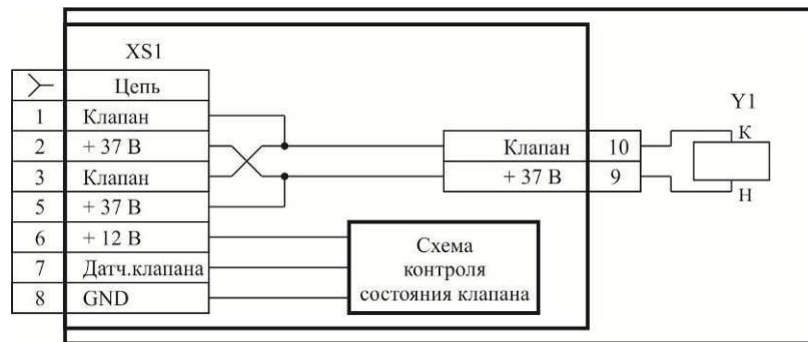 XS1
Цепь
1 Клапан
2 + 37 В
3 Клапан
5 + 37 В
6 + 12 В
7 Датч.клапана
8 GND
Клапан 10
+ 37 В 9
Схема
контроля
состояния клапана
Y1
К
Н